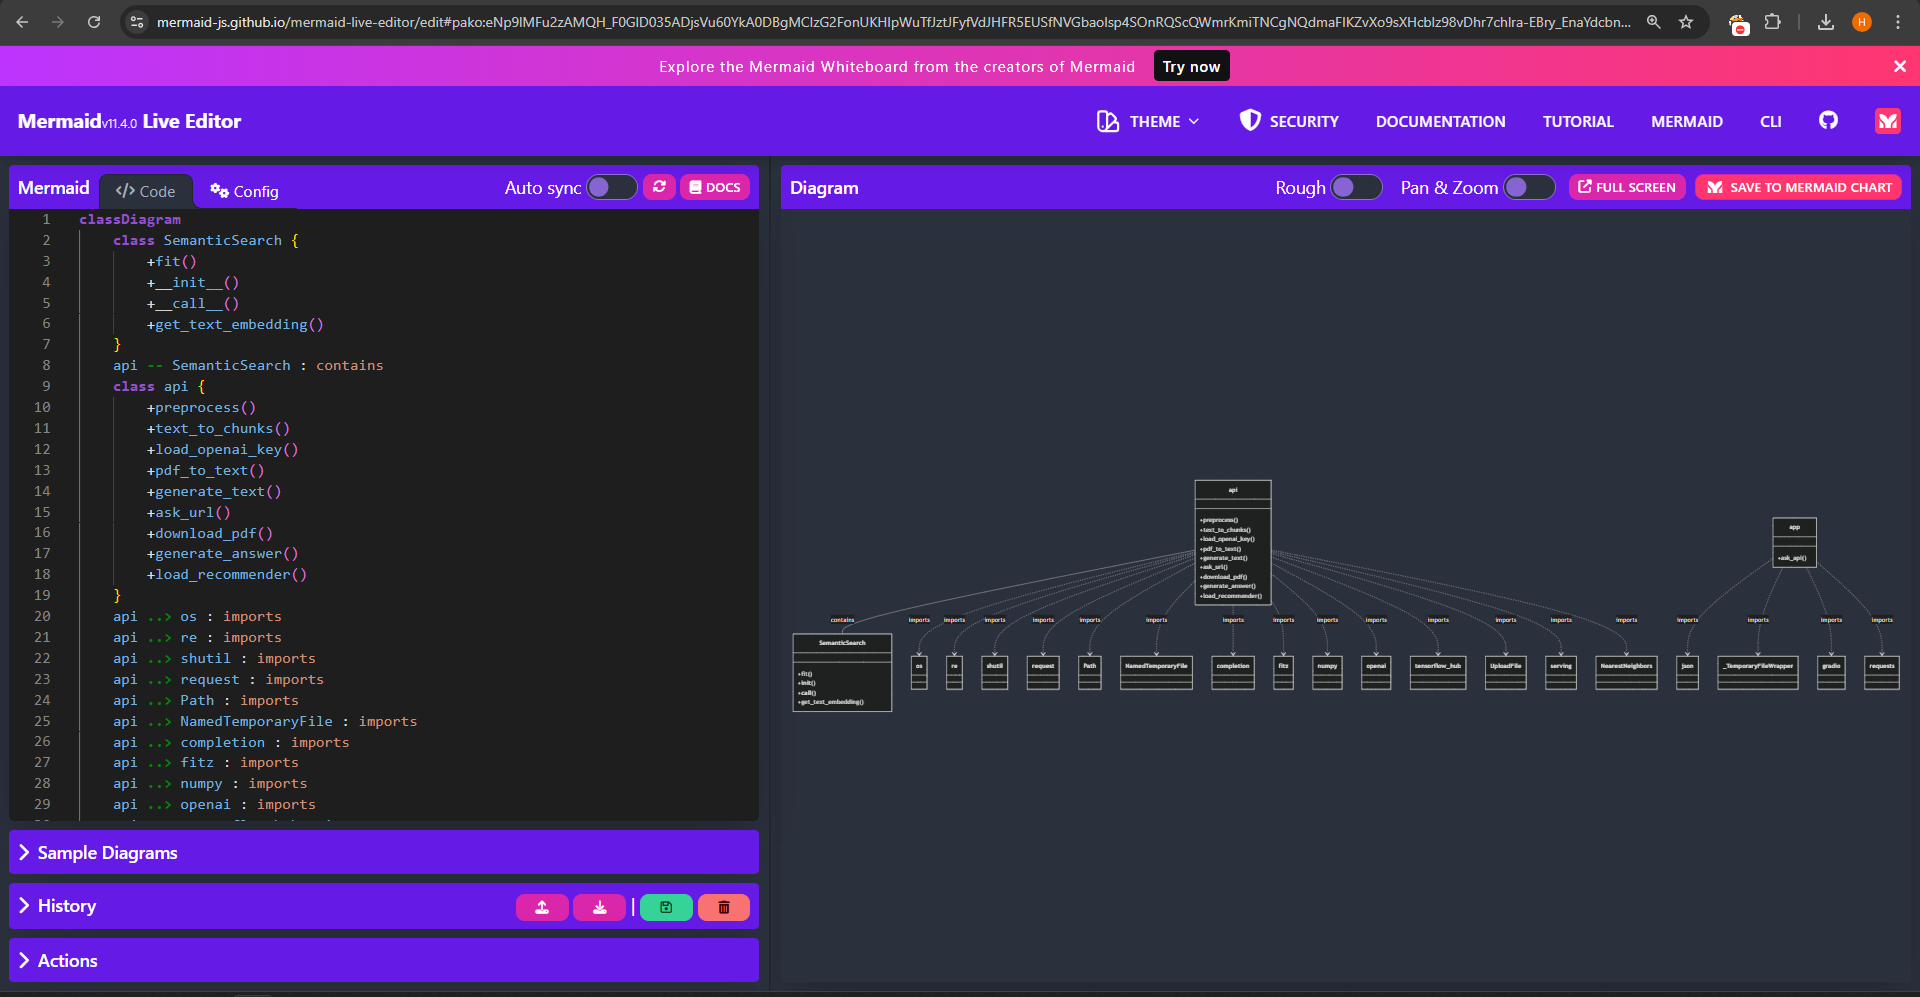 mermaid-js.github.io/mermaid-live-editor/edit#pako:eNp9lMFu2zAMQH_F0GlD035ADjsVu60YkA0DBgMClzG2FonUKHlpWuTfJztJFyfVdJHFR5EUSfNVGbaolsp4SOnRQScQWmrKmiTNCgNQdmaFlKZvXo9sXHcblz98vDhr7chlra-EBry_EnaYdcbn...
H
Explore the Mermaid Whiteboard from the creators of Mermaid
Try now
Mermaidv11.4.0 Live Editor
THEME
SECURITY
DOCUMENTATION
TUTORIAL
MERMAID
CLI
Mermaid
Code
Config
Auto sync
DOCS
1 classDiagram
2 class SemanticSearch {
3 +fit()
4 +__init__()
5 +__call__()
6 +get_text_embedding()
7 }
8 api -- SemanticSearch : contains
9 class api {
10 +preprocess()
11 +text_to_chunks()
12 +load_openai_key()
13 +pdf_to_text()
14 +generate_text()
15 +ask_url()
16 +download_pdf()
17 +generate_answer()
18 +load_recommender()
19 }
20 api ..> os : imports
21 api ..> re : imports
22 api ..> shutil : imports
23 api ..> request : imports
24 api ..> Path : imports
25 api ..> NamedTemporaryFile : imports
26 api ..> completion : imports
27 api ..> fitz : imports
28 api ..> numpy : imports
29 api ..> openai : imports
Sample Diagrams
History
Actions
Diagram
Rough
Pan & Zoom
FULL SCREEN
SAVE TO MERMAID CHART
api
+preprocess()
+text_to_chunks()
+load_openai_key()
+pdf_to_text()
+generate_text()
+ask_url()
+download_pdf()
+generate_answer()
+load_recommender()
app
+ask_api()
contains imports imports imports imports imports imports imports imports imports imports imports imports imports imports imports imports imports imports
SemanticSearch
+fit()
+init()
+call()
+get_text_embedding()
os re shutil request Path NamedTemporaryFile completion fitz numpy openai tensorflow_hub UploadFile serving NearestNeighbors json _TemporaryFileWrapper gradio requests